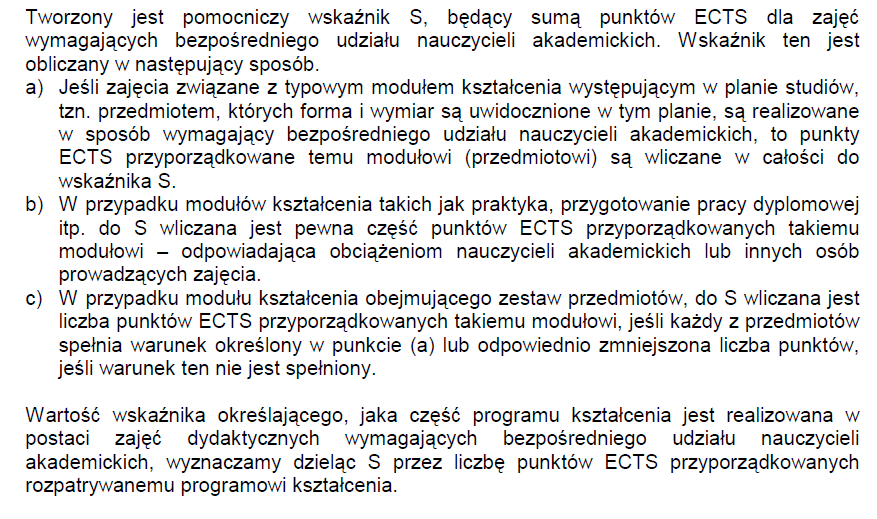 Tworzony jest pomocniczy wskaźnik S, będący sumą punktów ECTS dla zajęć
wymagających bezpośredniego udziału nauczycieli akademickich. Wskaźnik ten jest
obliczany w następujący sposób.
a) Jeśli zajęcia związane z typowym modułem kształcenia występującym w planie studiów,
tzn. przedmiotem, których forma i wymiar są uwidocznione w tym planie, są realizowane
w sposób wymagający bezpośredniego udziału nauczycieli akademickich, to punkty
ECTS przyporządkowane temu modułowi (przedmiotowi) są wliczane w całości do
wskaźnika S.
b) W przypadku modułów kształcenia takich jak praktyka, przygotowanie pracy dyplomowej
itp. do S wliczana jest pewna część punktów ECTS przyporządkowanych takiemu
modułowi – odpowiadająca obciążeniom nauczycieli akademickich lub innych osób
prowadzących zajęcia.
c) W przypadku modułu kształcenia obejmującego zestaw przedmiotów, do S wliczana jest
liczba punktów ECTS przyporządkowanych takiemu modułowi, jeśli każdy z przedmiotów
spełnia warunek określony w punkcie (a) lub odpowiednio zmniejszona liczba punktów,
jeśli warunek ten nie jest spełniony.
Wartość wskaźnika określającego, jaka część programu kształcenia jest realizowana w
postaci zajęć dydaktycznych wymagających bezpośredniego udziału nauczycieli
akademickich, wyznaczamy dzieląc S przez liczbę punktów ECTS przyporządkowanych
rozpatrywanemu programowi kształcenia.